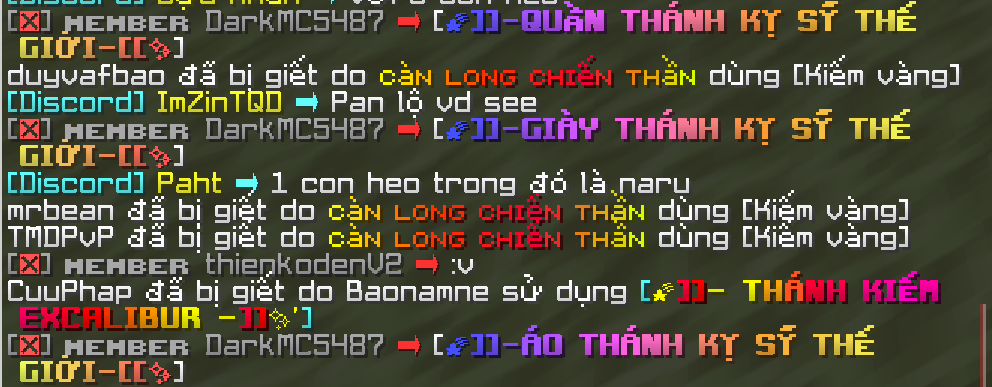 [☒] MEMBER DarkMC5487 ➡ [☄]]-QUẦN THÁNH KỴ SỸ THẾ
GIỚI-[[☄]
duyvafbao đã bị giết do CÀN LONG CHIẾN THẦN dùng [Kiếm vàng]
[Discord] ImZinTQD ➡ Pan lộ vd see
[☒] MEMBER DarkMC5487 ➡ [☄]]-GIÀY THÁNH KỴ SỸ THẾ
GIỚI-[[☄]
[Discord] Paht ➡ 1 con heo trong đó là naru
mrbean đã bị giết do CÀN LONG CHIẾN THẦN dùng [Kiếm vàng]
TMDPvP đã bị giết do CÀN LONG CHIẾN THẦN dùng [Kiếm vàng]
[☒] MEMBER thienkodenV2 ➡ :v
CuuPhap đã bị giết do Baonamne sử dụng [☄]]- THÁNH KIẾM
EXCALIBUR -]]☄']
[☒] MEMBER DarkMC5487 ➡ [☄]]-ÁO THÁNH KỴ SỸ THẾ
GIỚI-[[☄]